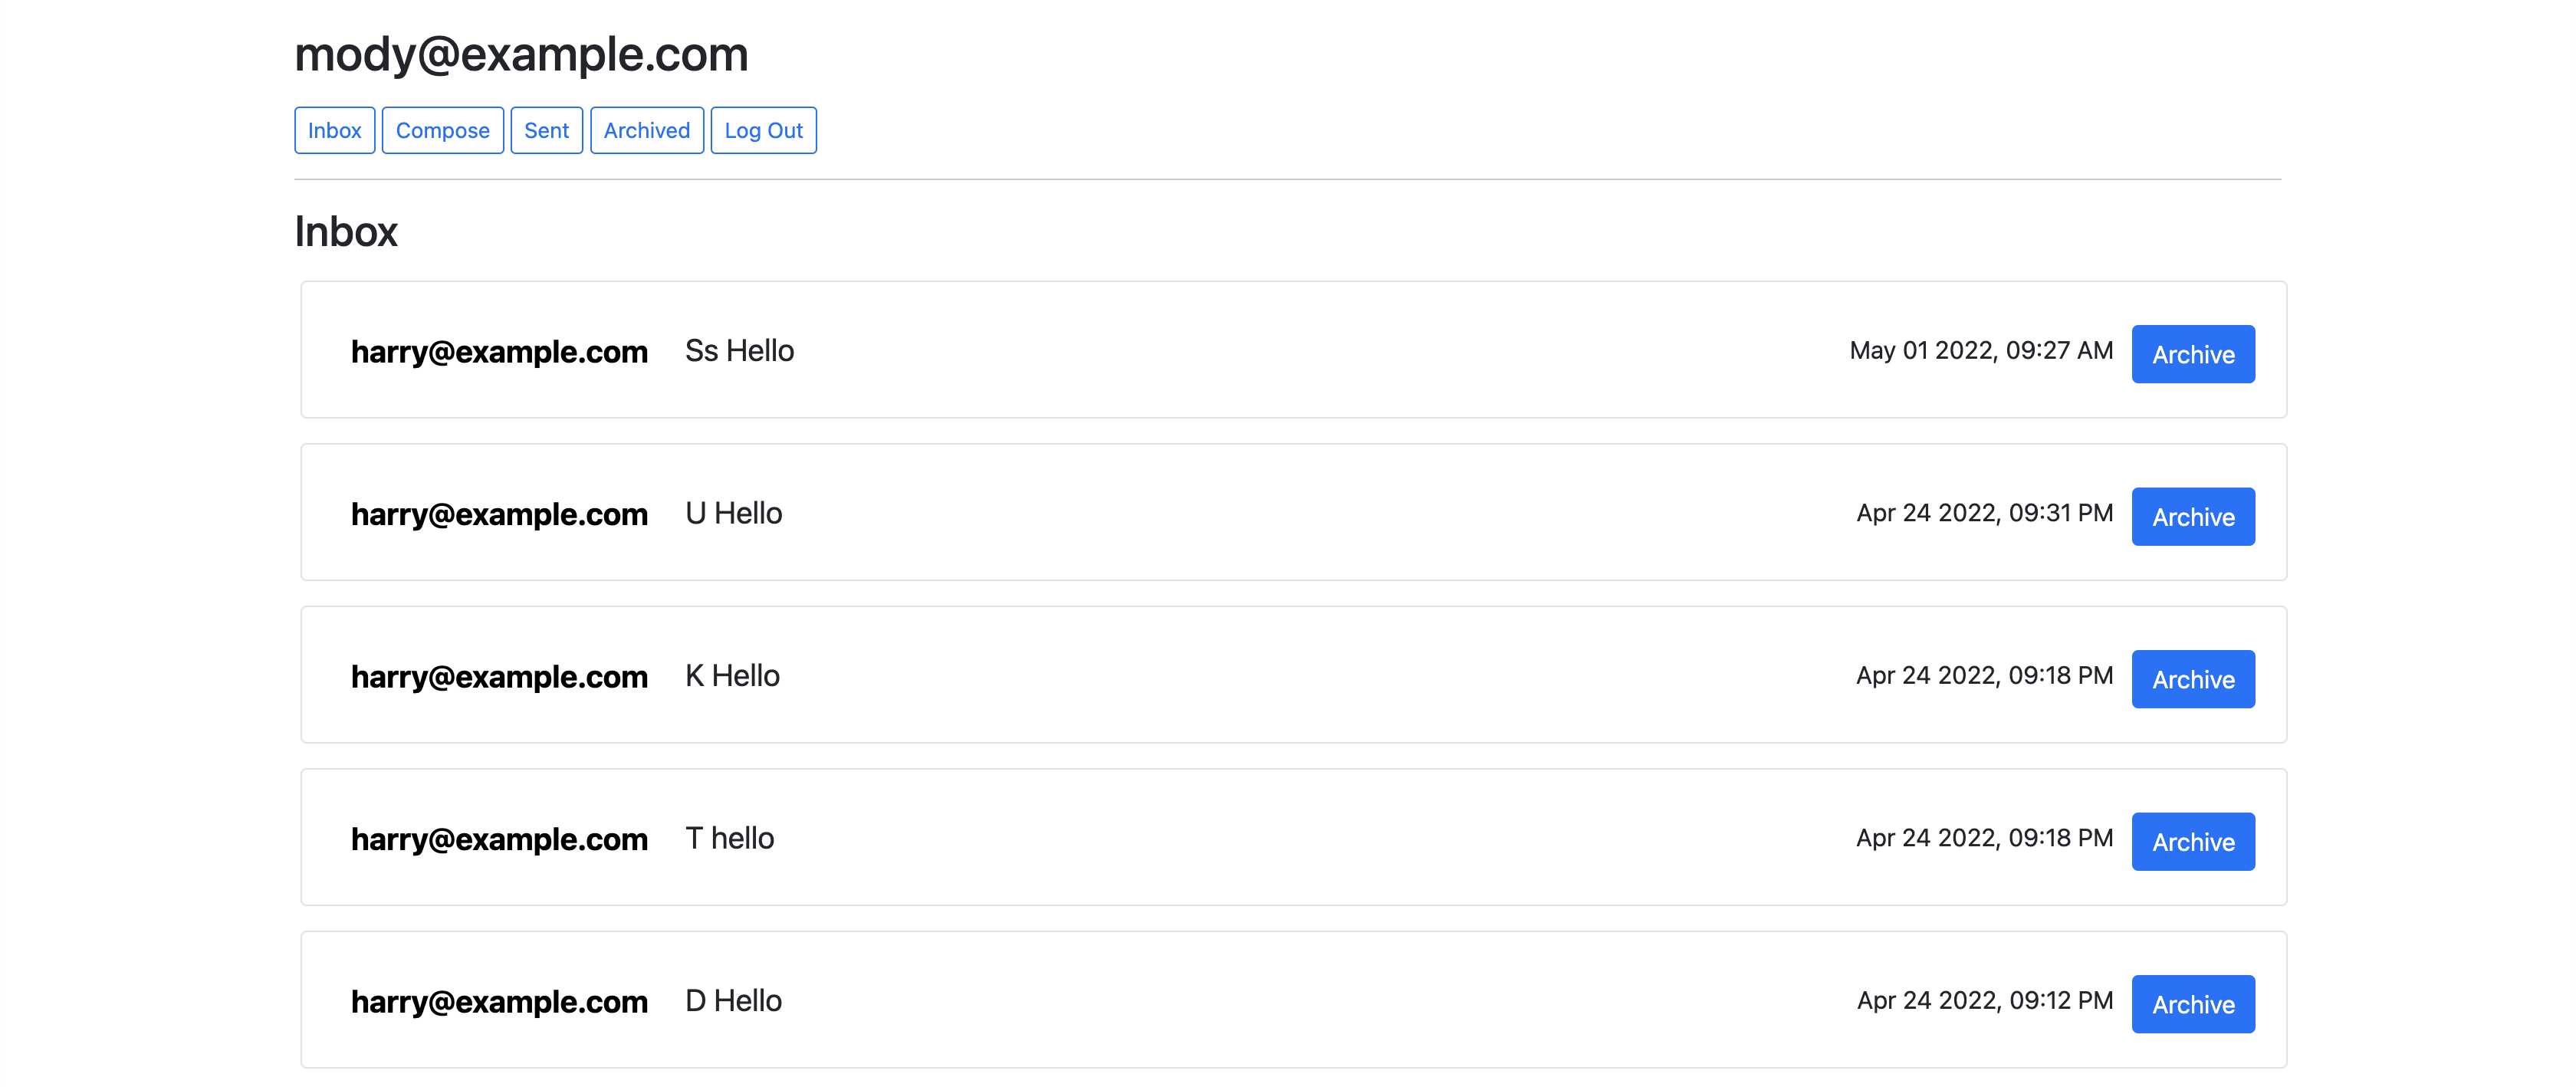 mody@example.com
Inbox Compose Sent Archived Log Out
Inbox
harry@example.com Ss Hello May 01 2022, 09:27 AM Archive
harry@example.com U Hello Apr 24 2022, 09:31 PM Archive
harry@example.com K Hello Apr 24 2022, 09:18 PM Archive
harry@example.com T hello Apr 24 2022, 09:18 PM Archive
harry@example.com D Hello Apr 24 2022, 09:12 PM Archive